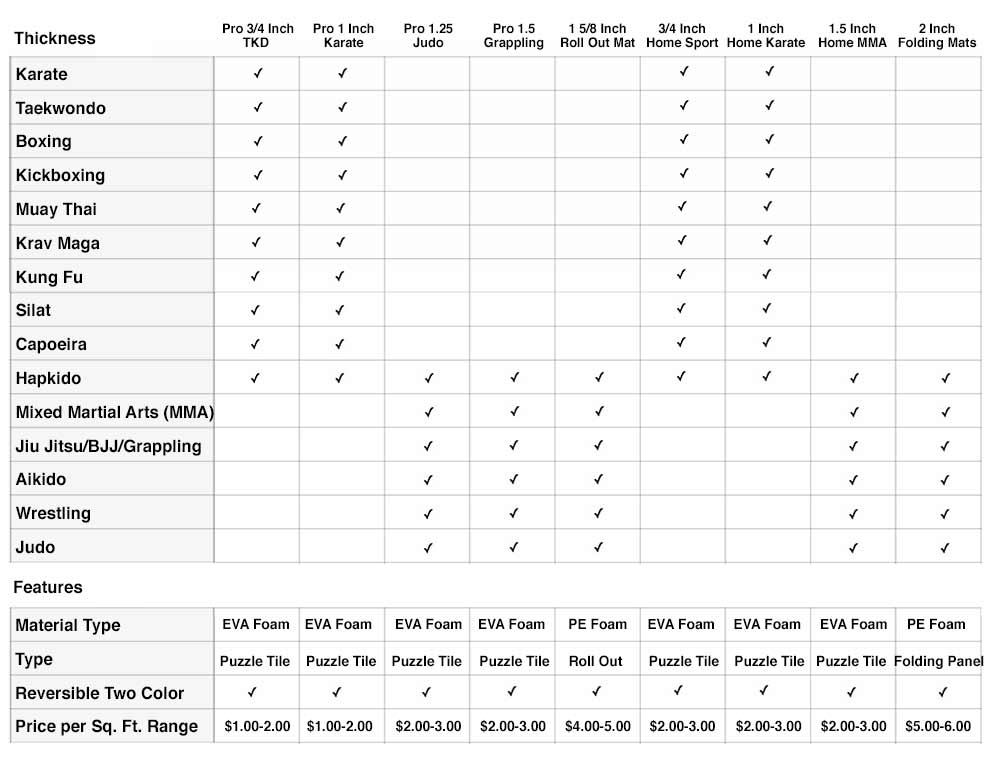 Thickness Pro 3/4 Inch TKD Pro 1 Inch Karate Pro 1.25 Judo Pro 1.5 Grappling 1 5/8 Inch Roll Out Mat 3/4 Inch Home Sport 1 Inch Home Karate 1.5 Inch Home MMA 2 Inch Folding Mats
Karate ✓ ✓ ✓ ✓
Taekwondo ✓ ✓ ✓ ✓
Boxing ✓ ✓ ✓ ✓
Kickboxing ✓ ✓ ✓ ✓
Muay Thai ✓ ✓ ✓ ✓
Krav Maga ✓ ✓ ✓ ✓
Kung Fu ✓ ✓ ✓ ✓
Silat ✓ ✓ ✓ ✓
Capoeira ✓ ✓ ✓ ✓
Hapkido ✓ ✓ ✓ ✓ ✓ ✓ ✓ ✓ ✓
Mixed Martial Arts (MMA) ✓ ✓ ✓ ✓ ✓
Jiu Jitsu/BJJ/Grappling ✓ ✓ ✓ ✓ ✓
Aikido ✓ ✓ ✓ ✓ ✓
Wrestling ✓ ✓ ✓ ✓ ✓
Judo ✓ ✓ ✓ ✓ ✓
Features
Material Type EVA Foam EVA Foam EVA Foam EVA Foam PE Foam EVA Foam EVA Foam EVA Foam PE Foam
Type Puzzle Tile Puzzle Tile Puzzle Tile Puzzle Tile Roll Out Puzzle Tile Puzzle Tile Puzzle Tile Folding Panel
Reversible Two Color ✓ ✓ ✓ ✓ ✓ ✓ ✓ ✓ ✓
Price per Sq. Ft. Range $1.00-2.00 $1.00-2.00 $2.00-3.00 $2.00-3.00 $4.00-5.00 $2.00-3.00 $2.00-3.00 $2.00-3.00 $5.00-6.00